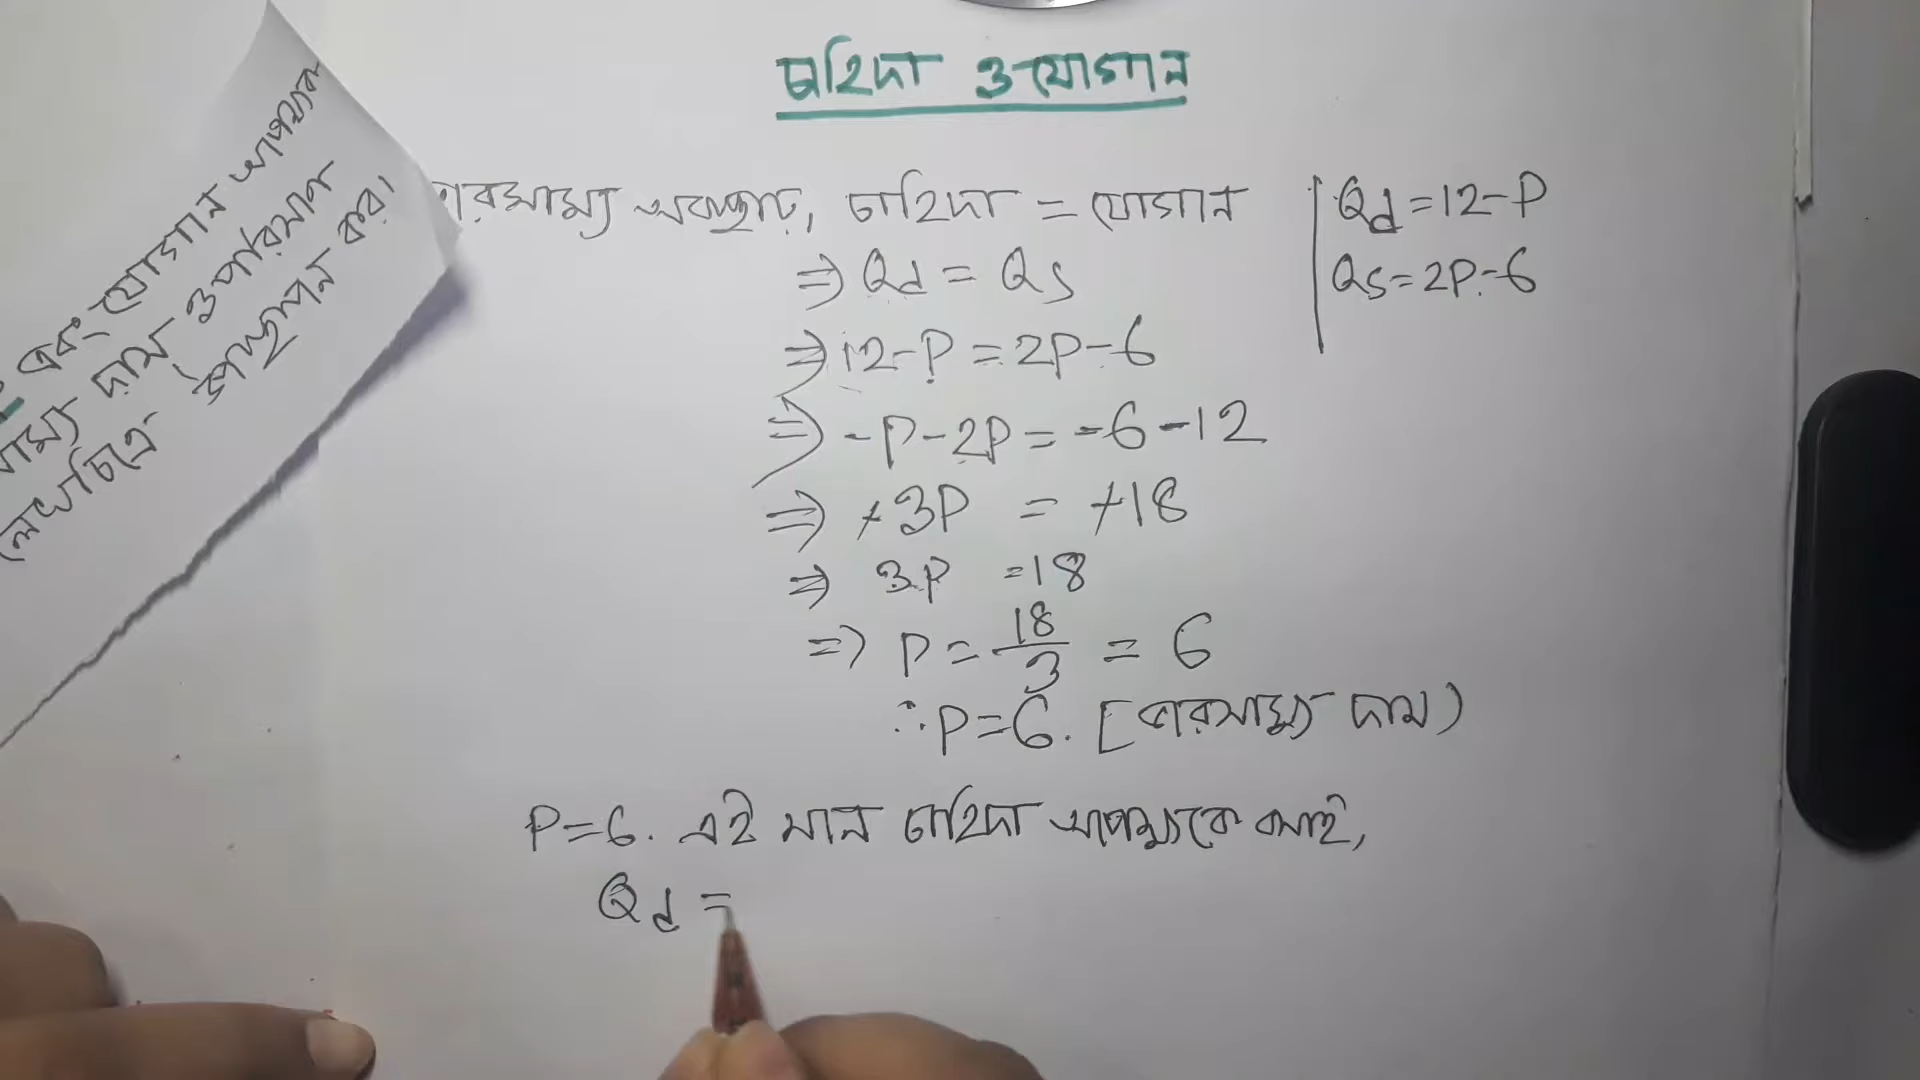 চাহিদা ও যোগান
ভারসাম্য অবস্থায়, চাহিদা = যোগান
Qd = 12-P
Qs = 2P-6
⇒ Qd = Qs
⇒ 12-P = 2P-6
⇒ -P-2P = -6-12
⇒ +3P = +18
⇒ 3P = 18
⇒ P = 18/3 = 6
∴ P=6. [ভারসাম্য দাম)
P=6. এই মান চাহিদা অপেক্ষকে বসাই,
Qd =
এবং যোগান অপেক্ষক
সাম্য দাম ও পরিমাণ
লেখচিত্রে উপস্থাপন কর।